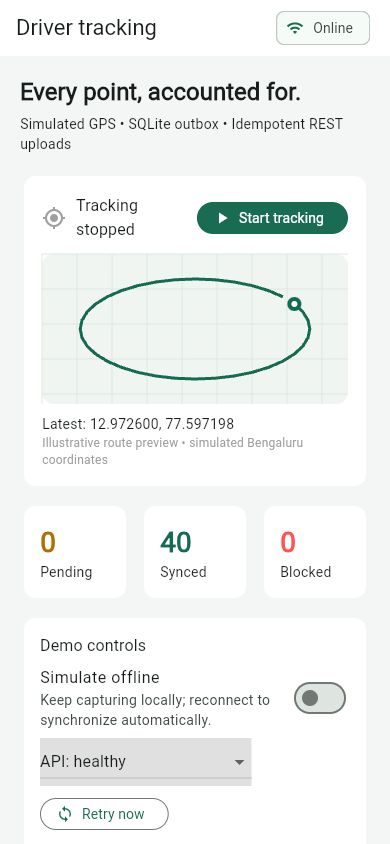 Driver tracking
Online
Every point, accounted for.
Simulated GPS • SQLite outbox • Idempotent REST
uploads
Tracking
stopped
Start tracking
Latest: 12.972600, 77.597198
Illustrative route preview • simulated Bengaluru
coordinates
0
Pending
40
Synced
0
Blocked
Demo controls
Simulate offline
Keep capturing locally; reconnect to
synchronize automatically.
API: healthy
Retry now